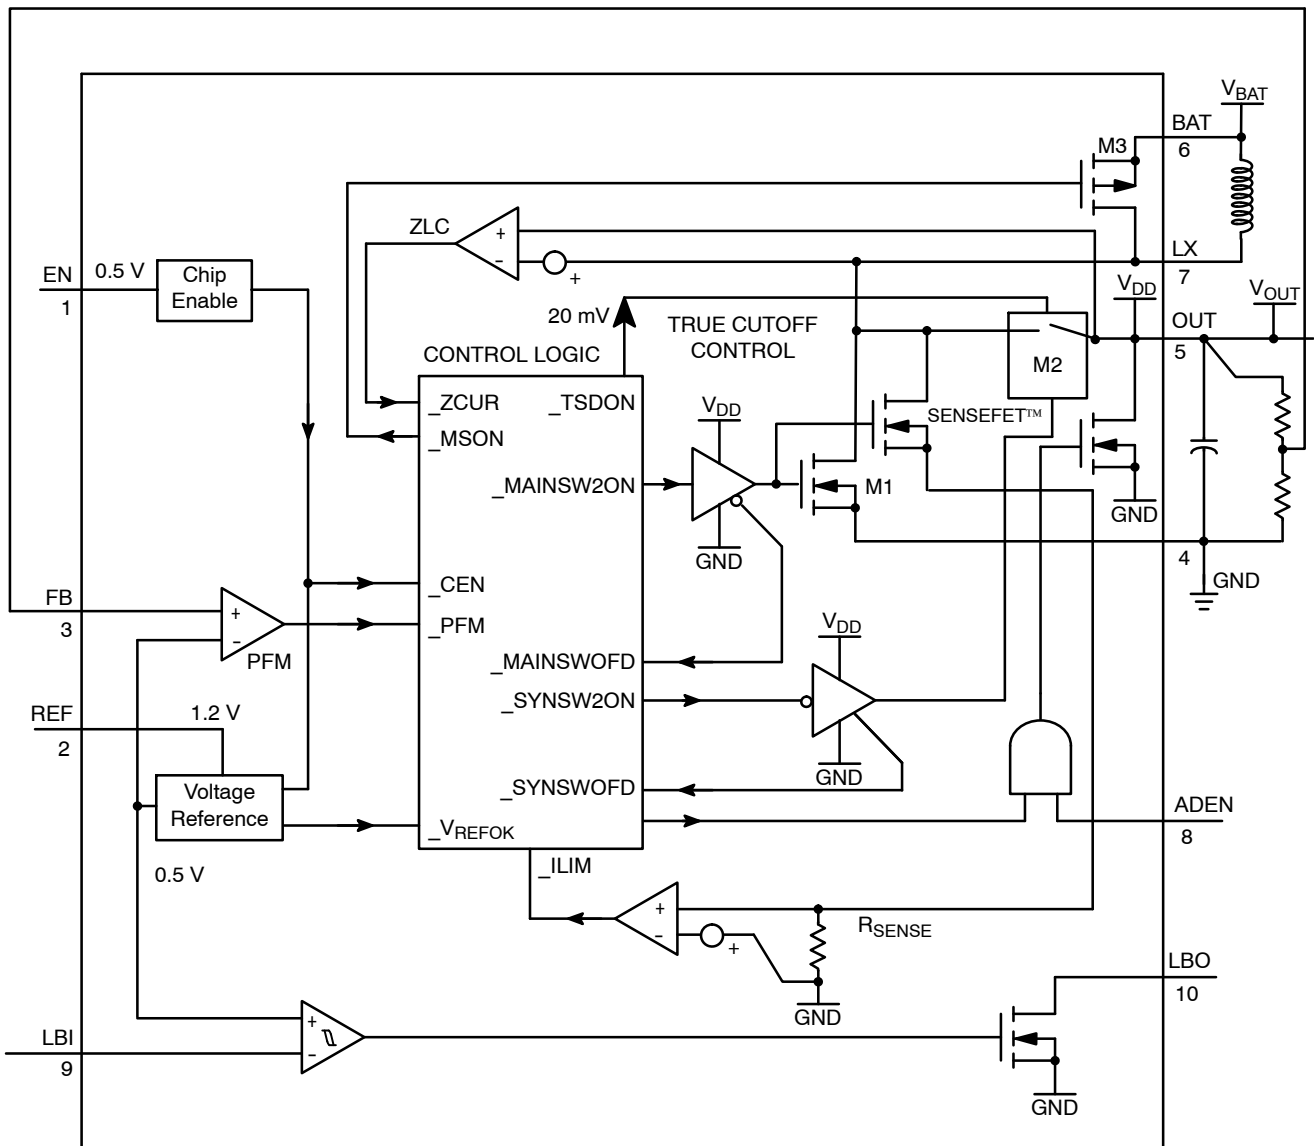 VBAT
BAT
6
M3
ZLC
+
-
+
LX
7
EN
0.5 V
1
Chip
Enable
VDD
VOUT
20 mV
TRUE CUTOFF
CONTROL
OUT
5
M2
CONTROL LOGIC
_ZCUR
_TSDON
_MSON
VDD
SENSEFET™
_MAINSW2ON
M1
GND
GND
4
GND
_CEN
FB
3
+
-
PFM
_PFM
VDD
_MAINSWOFD
_SYNSW2ON
REF
2
1.2 V
GND
Voltage
Reference
_SYNSWOFD
ADEN
8
_VREFOK
0.5 V
_ILIM
+
-
+
RSENSE
GND
LBO
10
LBI
9
+
-
GND